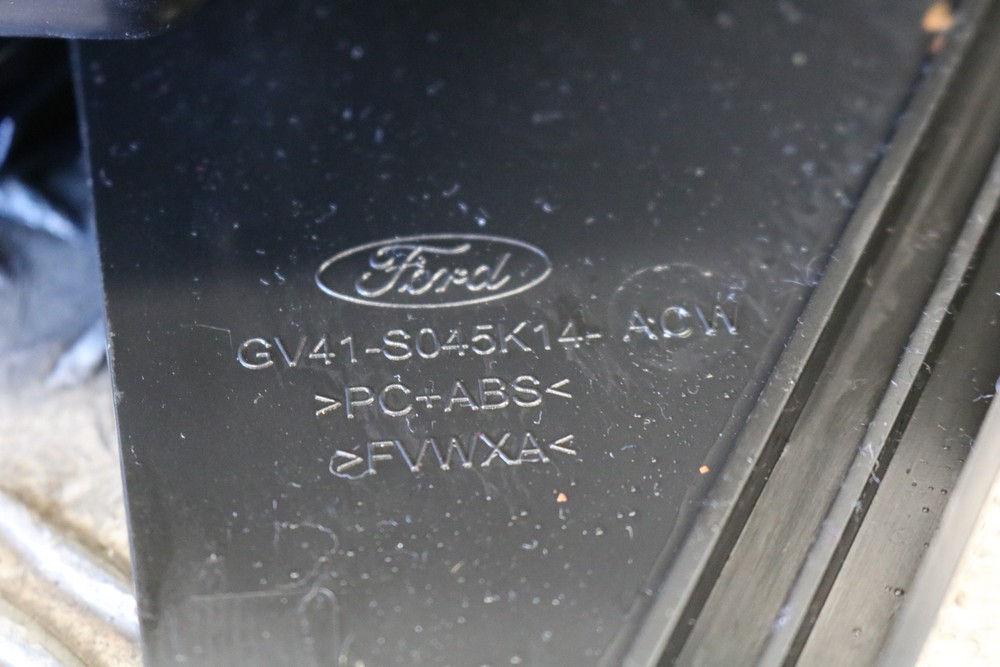 Ford
GV41-S045K14- ACW
>PC+ABS<
>FVWXA<